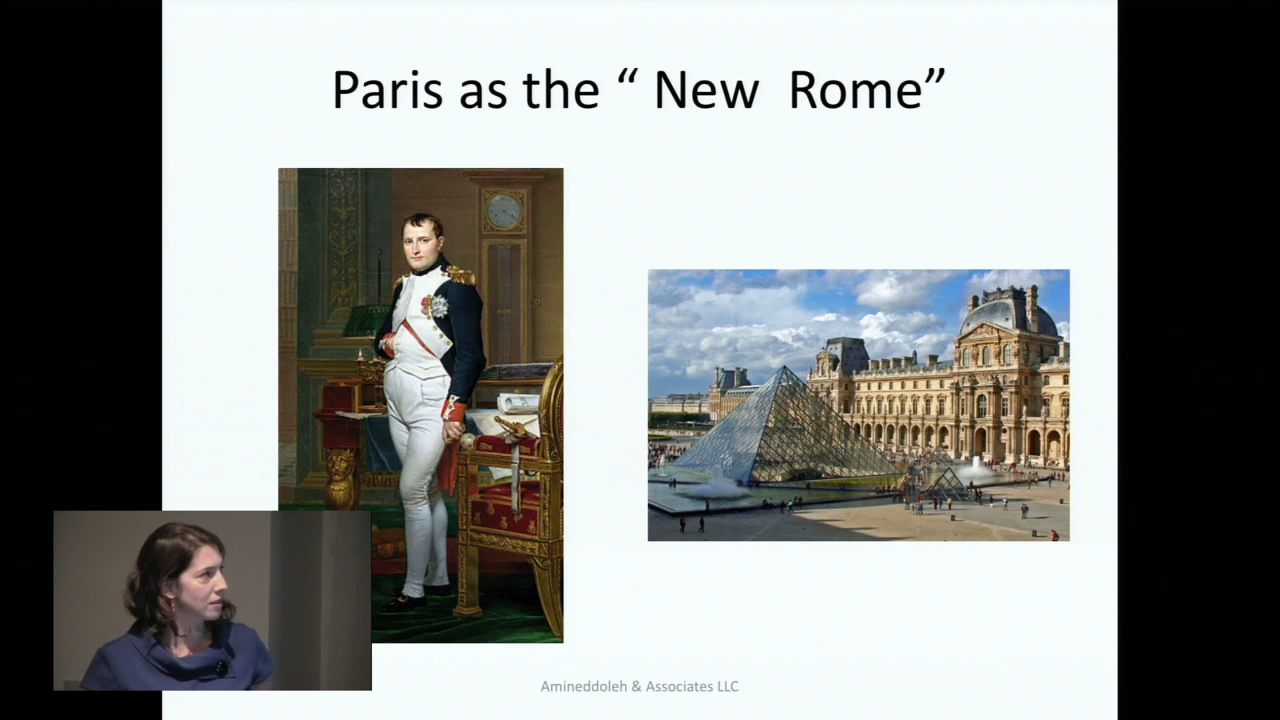 Paris as the “ New  Rome”
Amineddoleh & Associates LLC